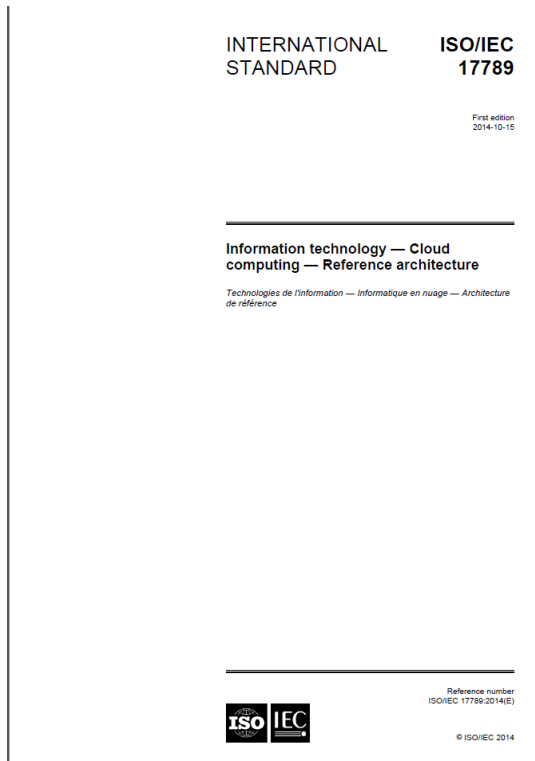 INTERNATIONAL STANDARD
ISO/IEC 17789
First edition
2014-10-15
Information technology — Cloud
computing — Reference architecture
Technologies de l'information — Informatique en nuage — Architecture
de référence
Reference number
ISO/IEC 17789:2014(E)
ISO IEC
© ISO/IEC 2014